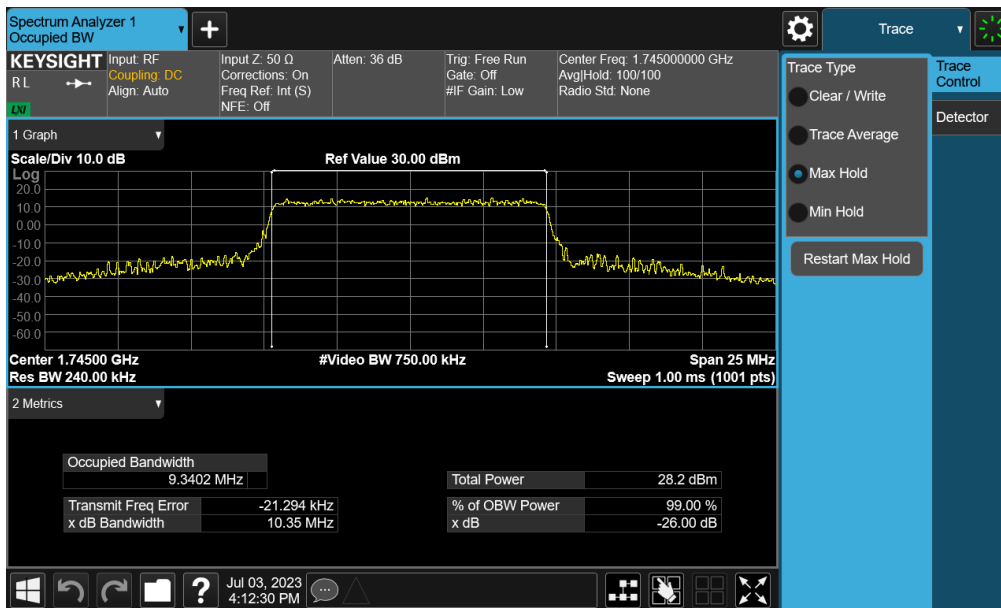 Spectrum Analyzer 1
Occupied BW
+
Trace
KEYSIGHT
R L
LXI
Input: RF
Coupling: DC
Align: Auto
Input Z: 50 Ω
Corrections: On
Freq Ref: Int (S)
NFE: Off
Atten: 36 dB
Trig: Free Run
Gate: Off
#IF Gain: Low
Center Freq: 1.745000000 GHz
Avg|Hold: 100/100
Radio Std: None
Trace Type
Clear / Write
Trace Average
Max Hold
Min Hold
Restart Max Hold
Trace
Control
Detector
1 Graph
Scale/Div 10.0 dB
Ref Value 30.00 dBm
Log
20.0
10.0
0.00
-10.0
-20.0
-30.0
-40.0
-50.0
-60.0
Center 1.74500 GHz
#Video BW 750.00 kHz
Span 25 MHz
Res BW 240.00 kHz
Sweep 1.00 ms (1001 pts)
2 Metrics
Occupied Bandwidth
9.3402 MHz
Total Power 28.2 dBm
Transmit Freq Error -21.294 kHz
% of OBW Power 99.00 %
x dB Bandwidth 10.35 MHz
x dB -26.00 dB
?
Jul 03, 2023
4:12:30 PM